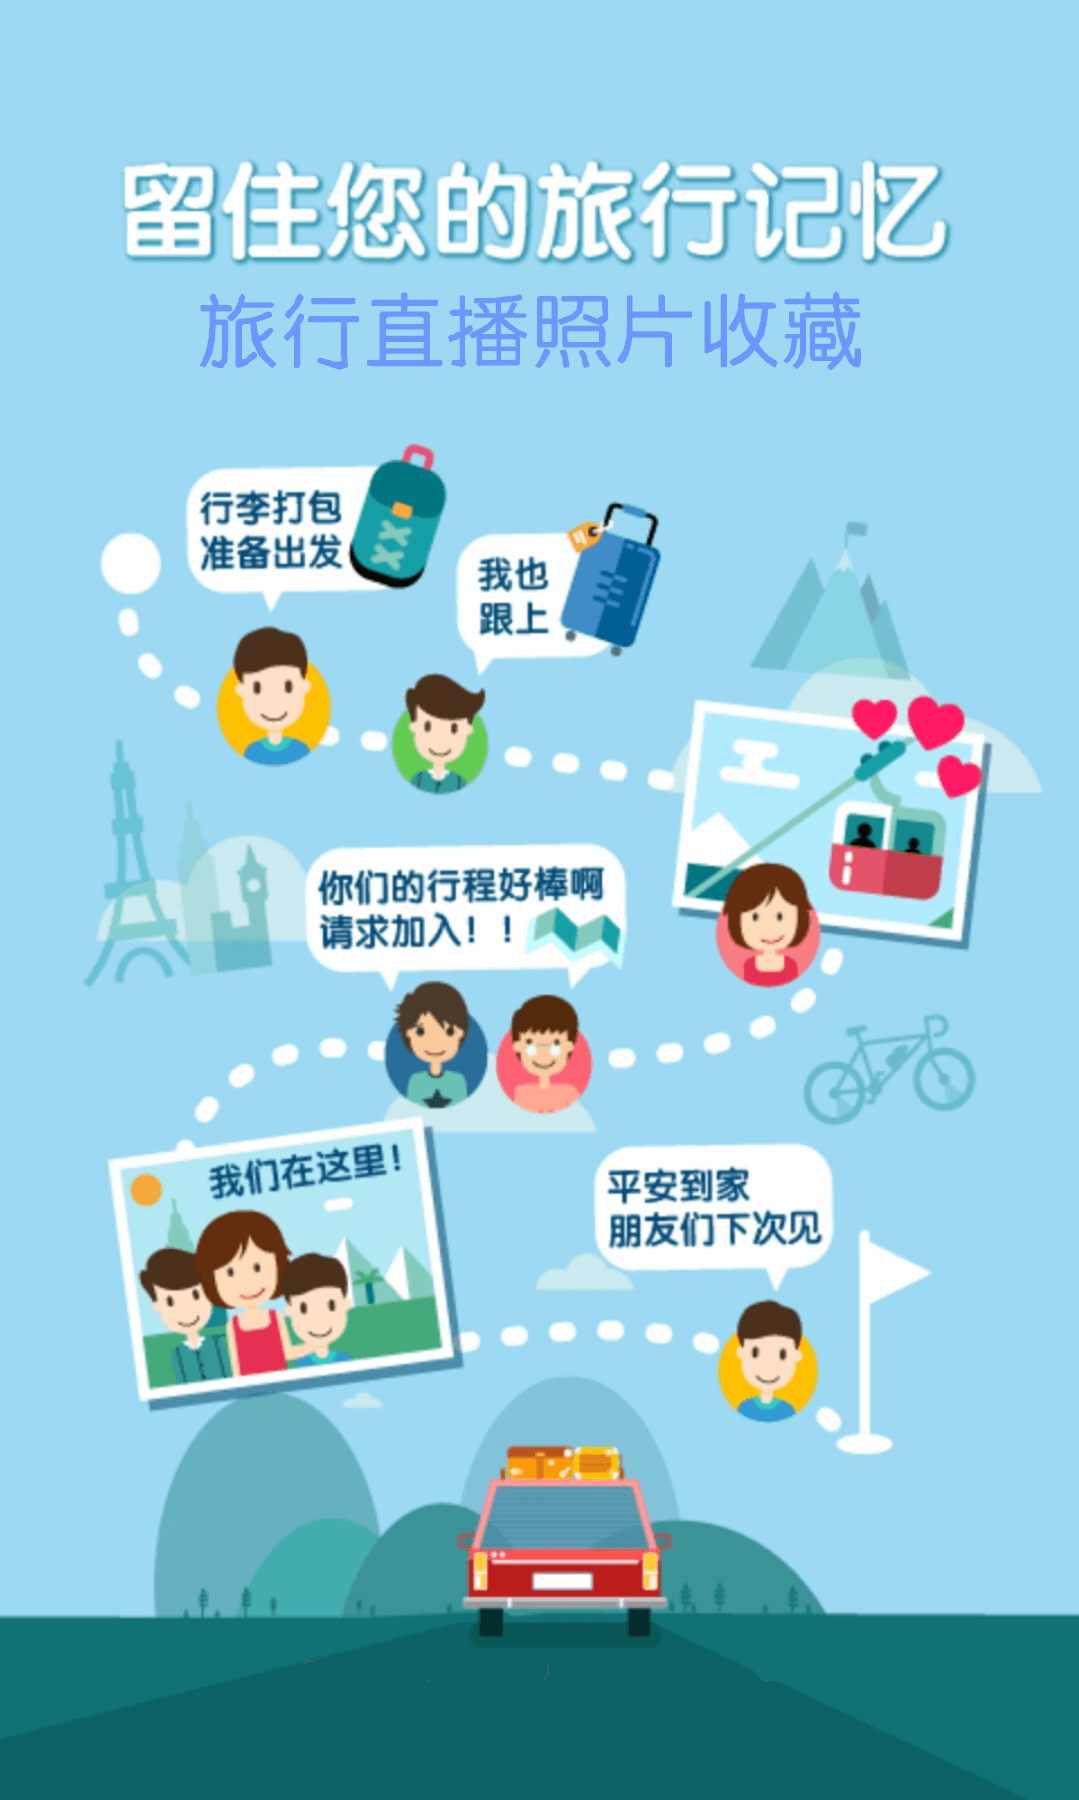 留住您的旅行记忆
旅行直播照片收藏
行李打包
准备出发
我也
跟上
你们的行程好棒啊
请求加入！！
我们在这里！
平安到家
朋友们下次见